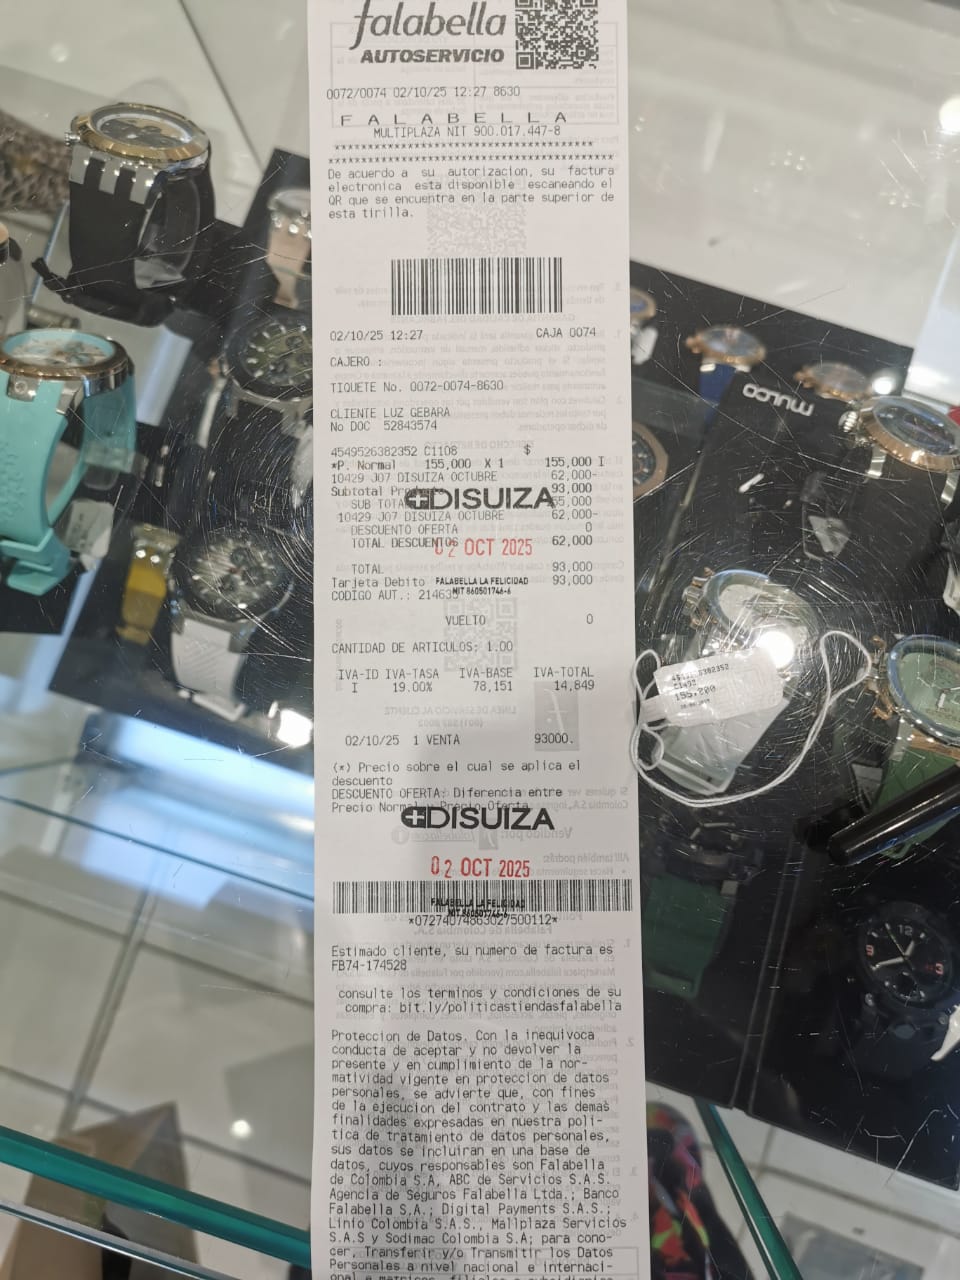 falabella
AUTOSERVICIO
0072/0074 02/10/25 12:27 8630
F A L A B E L L A
MULTIPLAZA NIT 900.017.447-8
****************************************
********************************************
De acuerdo a su autorizacion, su factura
electronica esta disponible escaneando el
QR que se encuentra en la parte superior de
esta tirilla.
02/10/25 12:27 CAJA 0074
CAJERO :
TIQUETE No. 0072-0074-8630
CLIENTE LUZ GEBARA
No DOC 52843574
4549526382352 C1108 $
*P. Normal 155,000 X 1 155,000 I
10429 J07 DISUIZA OCTUBRE 62,000-
Subtotal 93,000
DISUIZA
SUB TOTA
10429 J07 DISUIZA OCTUBRE 62,000-
DESCUENTO OFERTA 0
TOTAL DESCUENTOS 62,000
02 OCT 2025
TOTAL 93,000
Tarjeta Debito 93,000
FALABELLA LA FELICIDAD
NIT 860501746-6
CODIGO AUT.: 214635
VUELTO 0
CANTIDAD DE ARTICULOS: 1.00
IVA-ID IVA-TASA IVA-BASE IVA-TOTAL
I 19.00% 78,151 14,849
02/10/25 1 VENTA 93000.
(*) Precio sobre el cual se aplica el
descuento
DESCUENTO OFERTA: Diferencia entre
Precio Normal y Precio Oferta
DISUIZA
02 OCT 2025
FALABELLA LA FELICIDAD
NIT 860501746-6
*07274074863027500112*
Estimado cliente, su numero de factura es
FB74-174528
consulte los terminos y condiciones de su
compra: bit.ly/politicastiendasfalabella
Proteccion de Datos. Con la inequivoca
conducta de aceptar y no devolver la
presente y en cumplimiento de la nor-
matividad vigente en proteccion de datos
personales, se advierte que, con fines
de la ejecucion del contrato y las demas
finalidades expresadas en nuestra poli-
tica de tratamiento de datos personales,
sus datos se incluiran en una base de
datos, cuyos responsables son Falabella
de Colombia S.A, ABC de Servicios S.A.S.
Agencia de Seguros Falabella Ltda.; Banco
Falabella S.A.; Digital Payments S.A.S.;
Linio Colombia S.A.S., Mallplaza Servicios
S.A.S y Sodimac Colombia S.A; para cono-
cer, Transferir y/o Transmitir los Datos
Personales a nivel nacional e internaci-
MULCO
155,200
12